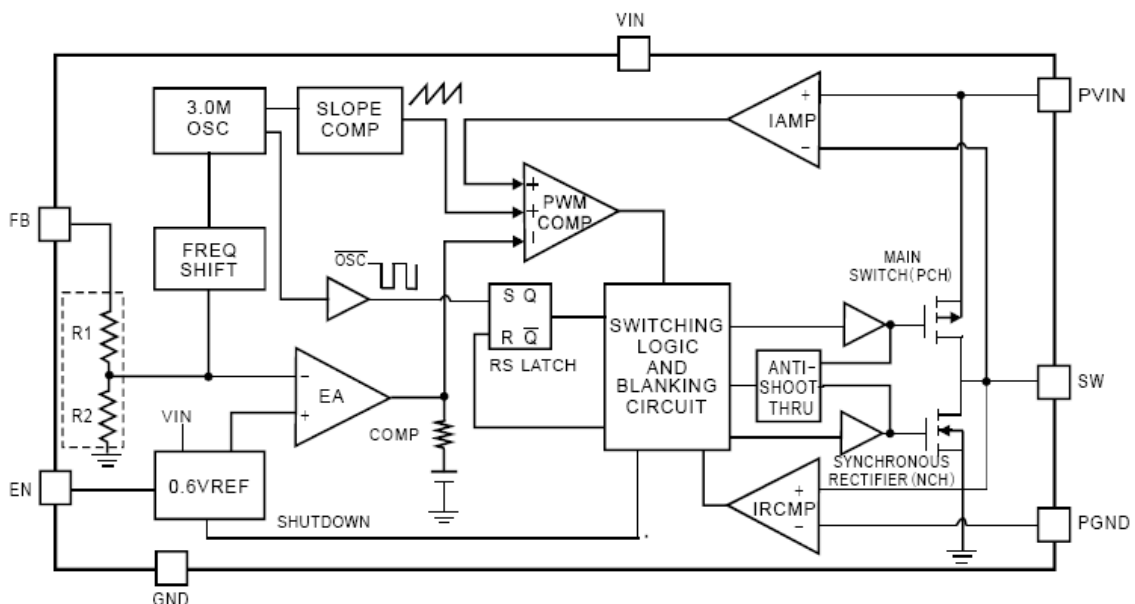 VIN
PVIN
3.0M
OSC
SLOPE
COMP
+
IAMP
−
FB
+
+
−
PWM
COMP
FREQ
SHIFT
OSC
MAIN
SWITCH(PCH)
S Q
R Q̅
RS LATCH
SWITCHING
LOGIC
AND
BLANKING
CIRCUIT
R1
R2
ANTI-
SHOOT-
THRU
SW
−
EA
+
VIN
COMP
EN
0.6VREF
SYNCHRONOUS
RECTIFIER(NCH)
SHUTDOWN
+
IRCMP
−
PGND
GND